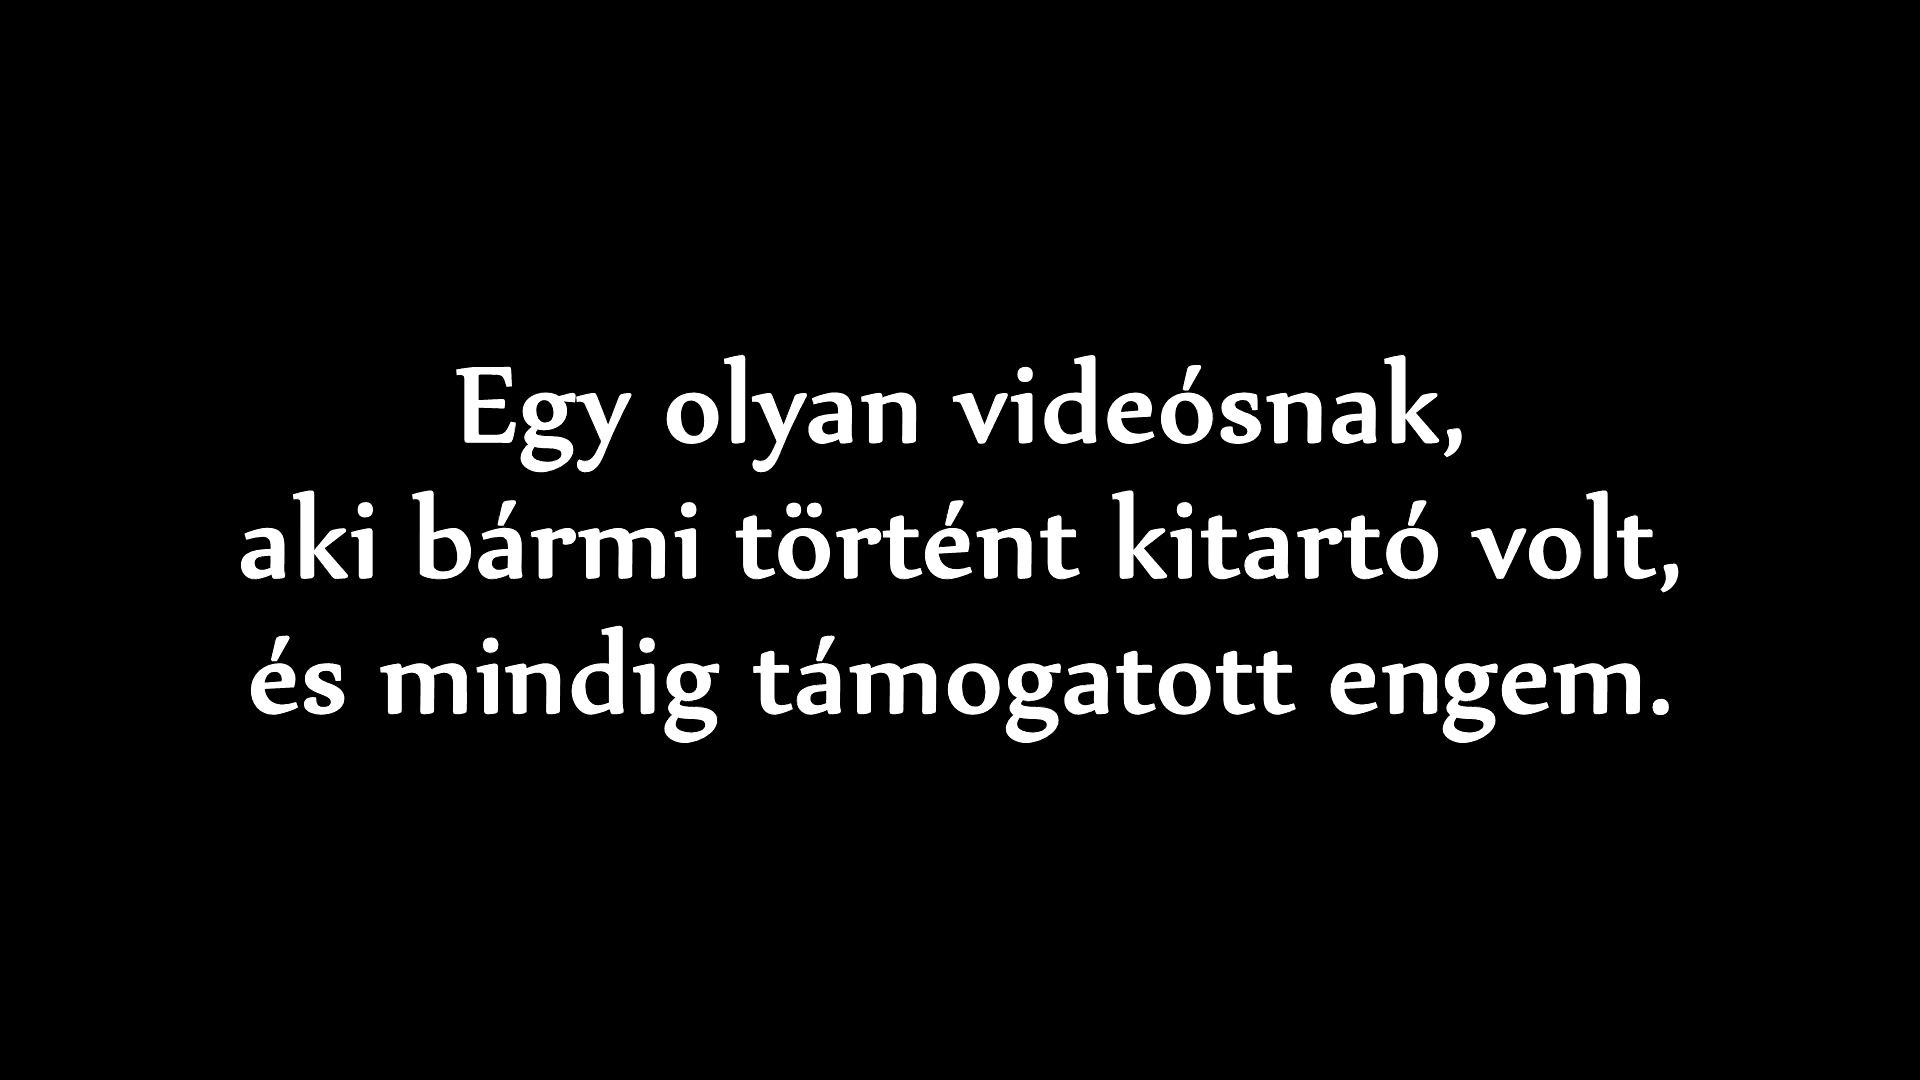 Egy olyan videósnak,
aki bármi történt kitartó volt,
és mindig támogatott engem.